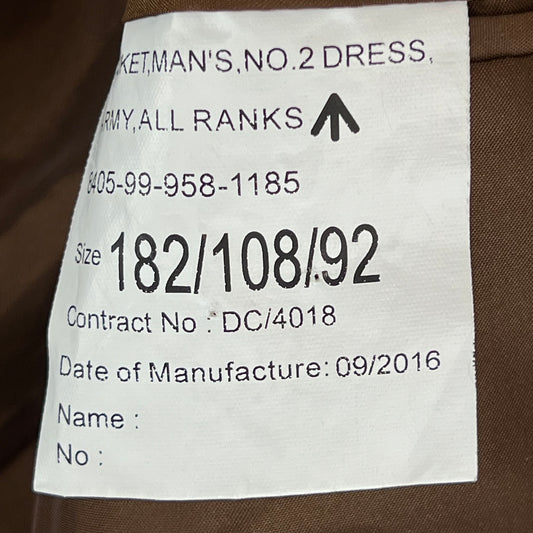 KET,MAN'S,NO.2 DRESS,
RMY,ALL RANKS
8405-99-958-1185
Size 182/108/92
Contract No : DC/4018
Date of Manufacture: 09/2016
Name :
No :